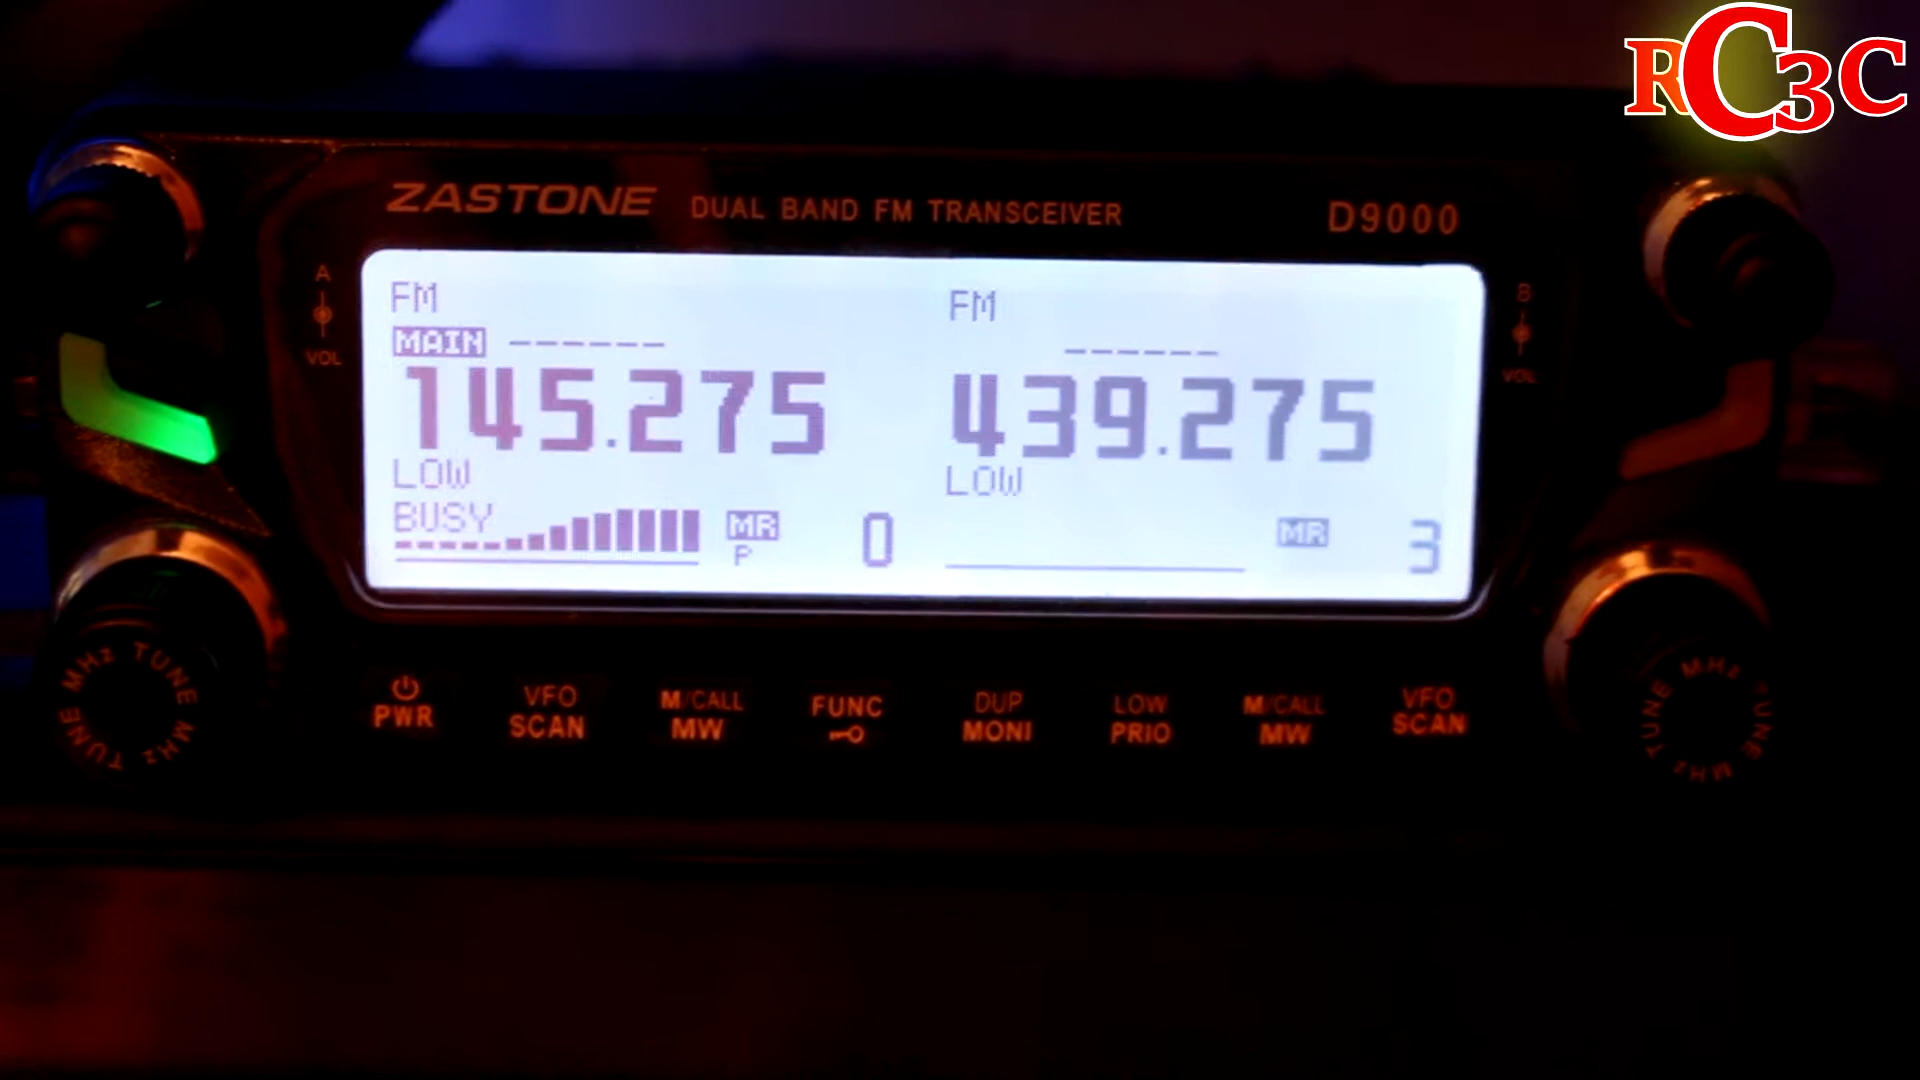 RC3C
ZASTONE DUAL BAND FM TRANSCEIVER D9000
A
VOL
B
VOL
FM FM
MAIN ------ ------
145.275 439.275
LOW LOW
BUSY MR 0 MR 3
P
PWR
VFO
SCAN
M/CALL
MW
FUNC
DUP
MONI
LOW
PRIO
M/CALL
MW
VFO
SCAN
TUNE MHz TUNE MHz
TUNE MHz TUNE MHz